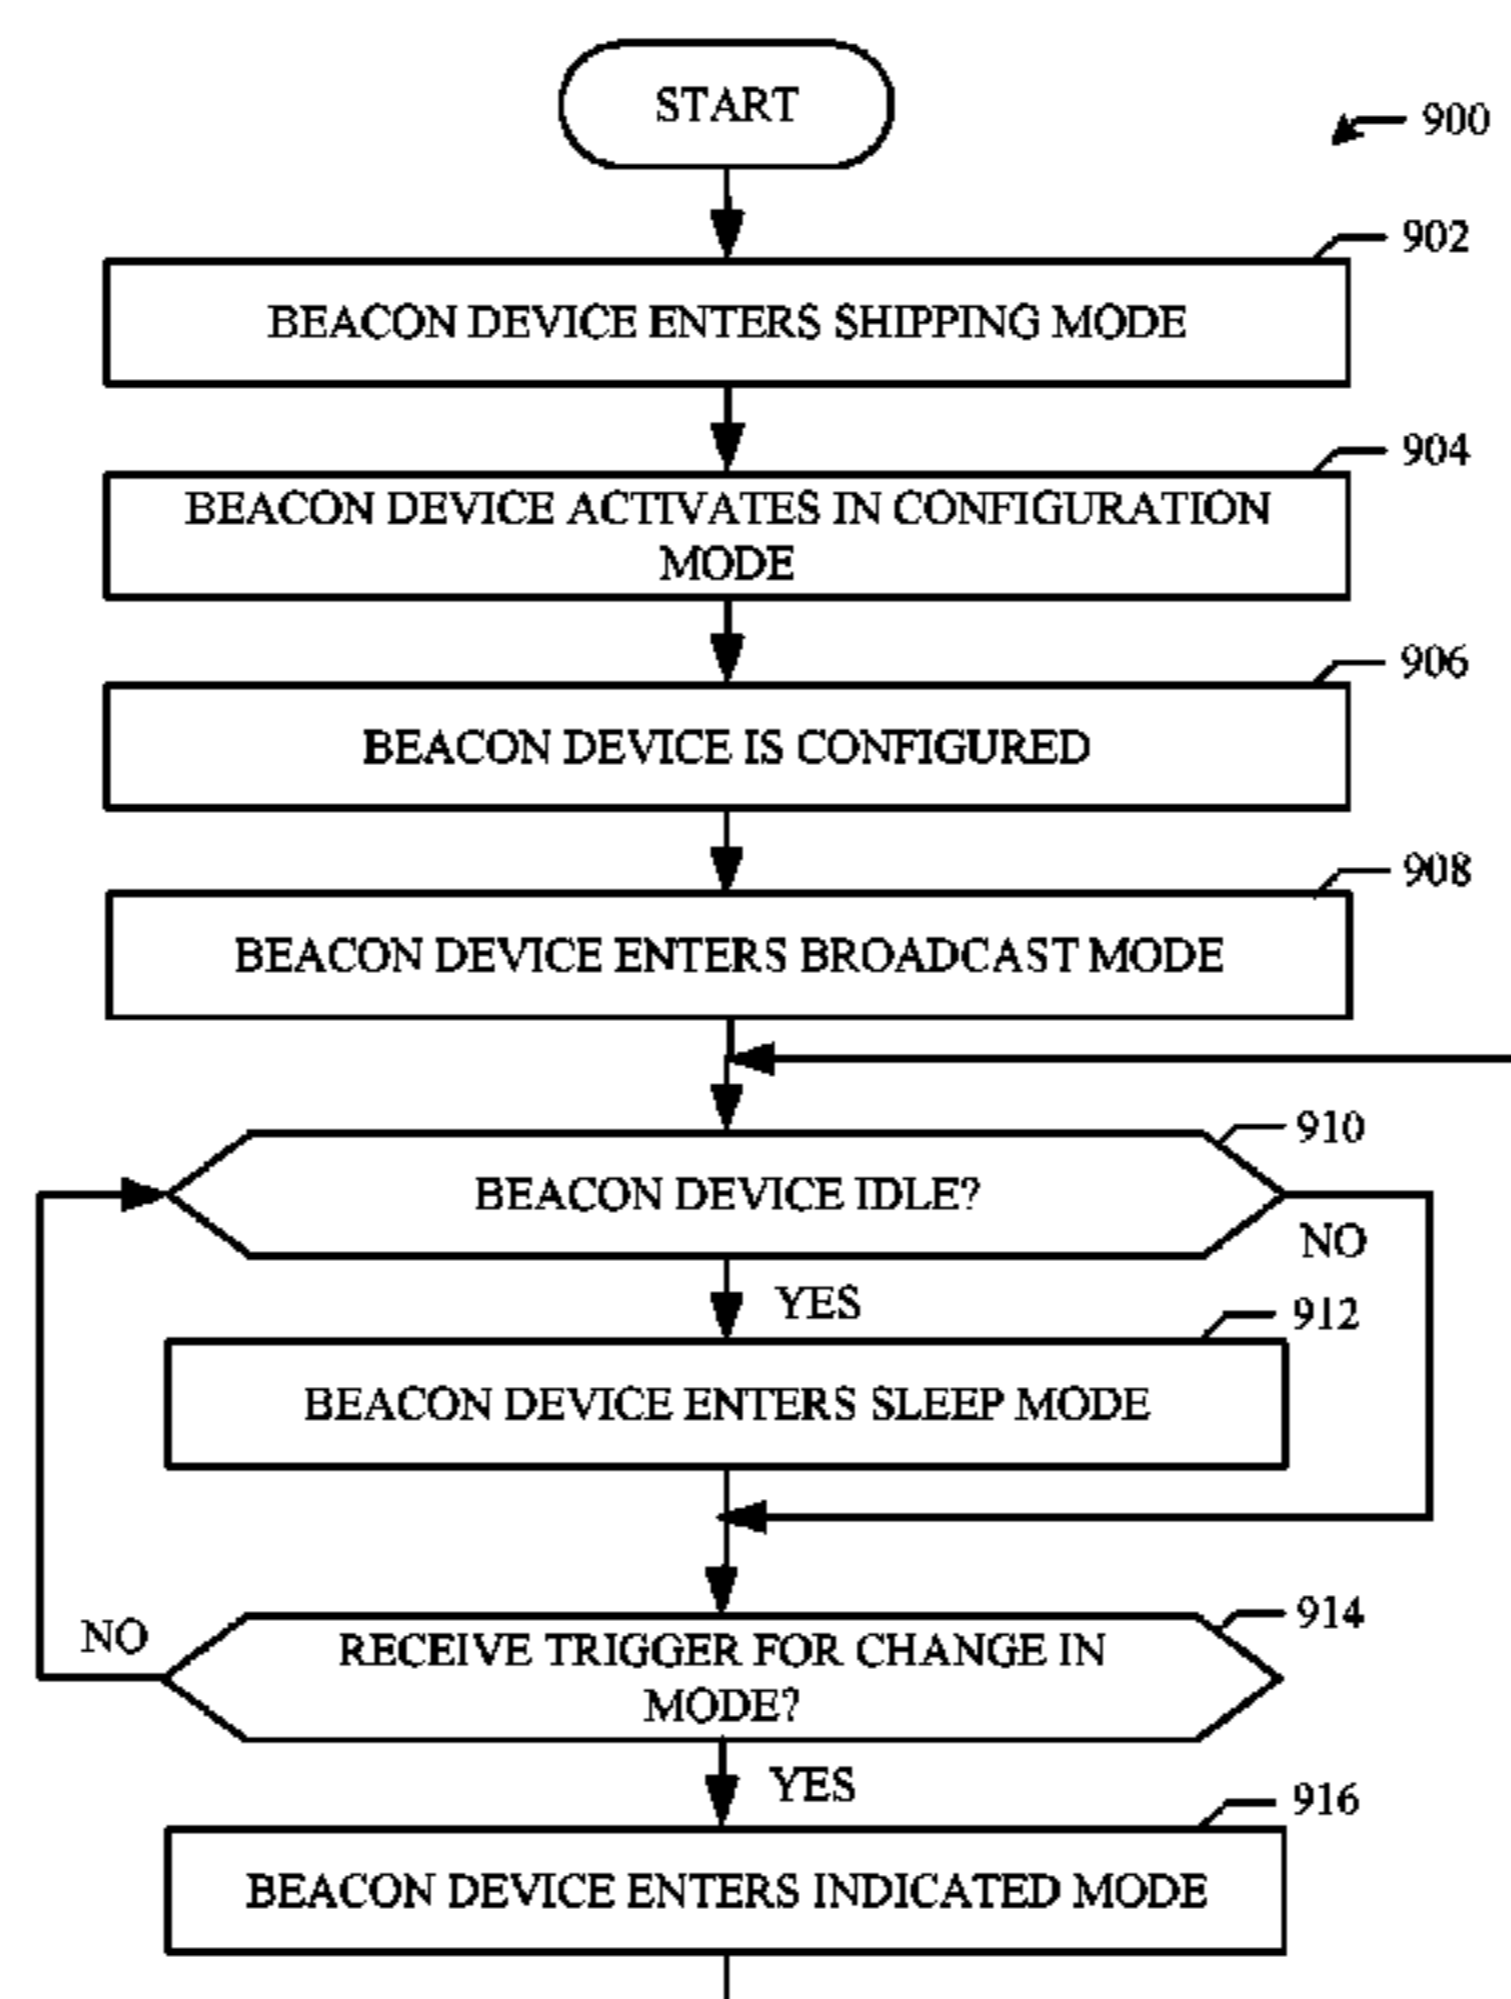 START
900
902
BEACON DEVICE ENTERS SHIPPING MODE
904
BEACON DEVICE ACTIVATES IN CONFIGURATION
MODE
906
BEACON DEVICE IS CONFIGURED
908
BEACON DEVICE ENTERS BROADCAST MODE
910
BEACON DEVICE IDLE?
NO
YES
912
BEACON DEVICE ENTERS SLEEP MODE
914
NO
RECEIVE TRIGGER FOR CHANGE IN
MODE?
YES
916
BEACON DEVICE ENTERS INDICATED MODE